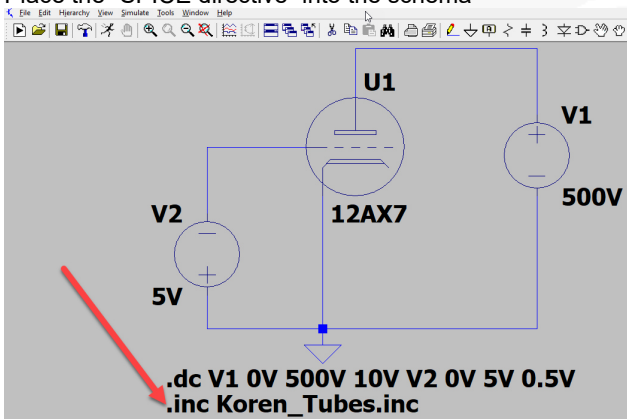 Place the "SPICE directive" into the schema
File Edit Hierarchy View Simulate Tools Window Help
U1
V1
500V
12AX7
V2
5V
.dc V1 0V 500V 10V V2 0V 5V 0.5V
.inc Koren_Tubes.inc